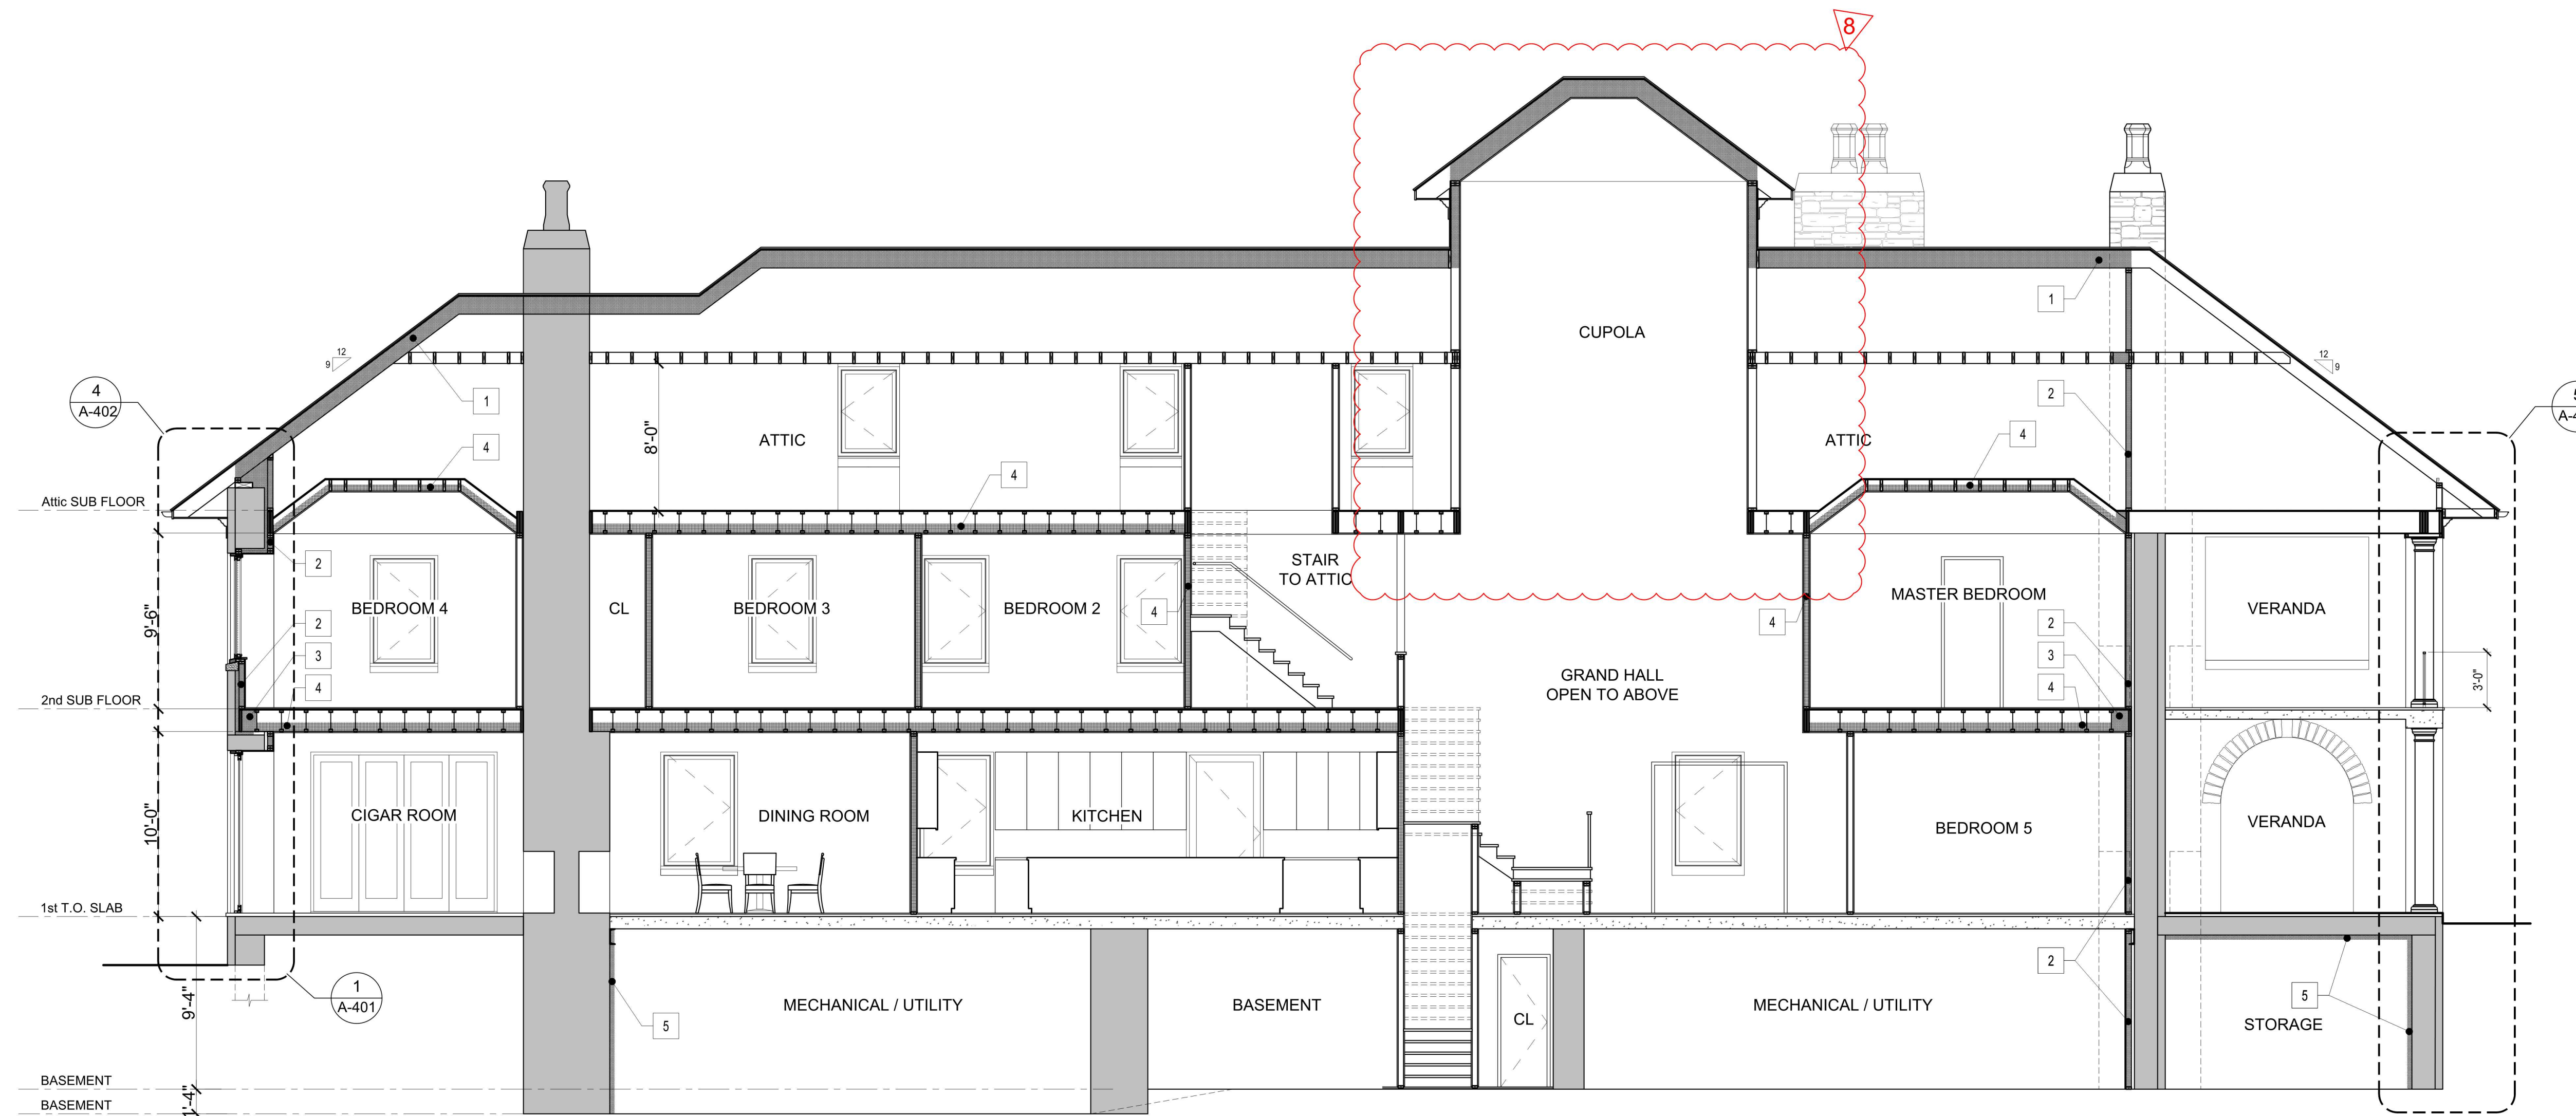 8
CUPOLA
1
12
9
12
9
4
A-402
1
2
5
ATTIC
8'-0"
ATTIC
4
4
4
Attic SUB FLOOR
2
STAIR
TO ATTIC
9'-6"
BEDROOM 4
CL
BEDROOM 3
BEDROOM 2
4
4
MASTER BEDROOM
VERANDA
2
2
3
3
4
4
GRAND HALL
OPEN TO ABOVE
3'-0"
2nd SUB FLOOR
10'-0"
CIGAR ROOM
DINING ROOM
KITCHEN
BEDROOM 5
VERANDA
1st T.O. SLAB
2
1
A-401
9'-4"
MECHANICAL / UTILITY
BASEMENT
CL
MECHANICAL / UTILITY
5
5
STORAGE
BASEMENT
1'-4"
BASEMENT